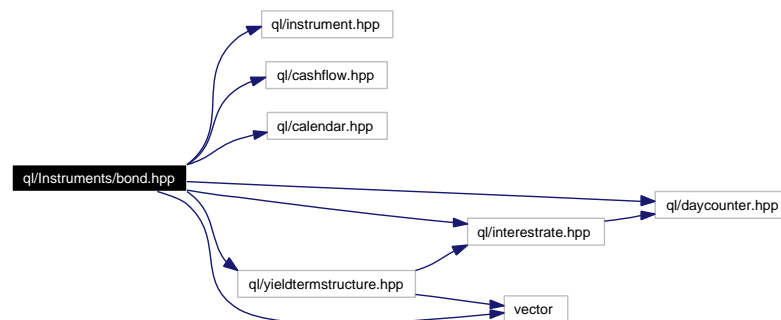 ql/instrument.hpp
ql/cashflow.hpp
ql/calendar.hpp
ql/Instruments/bond.hpp
ql/daycounter.hpp
ql/interestrate.hpp
ql/yieldtermstructure.hpp
vector